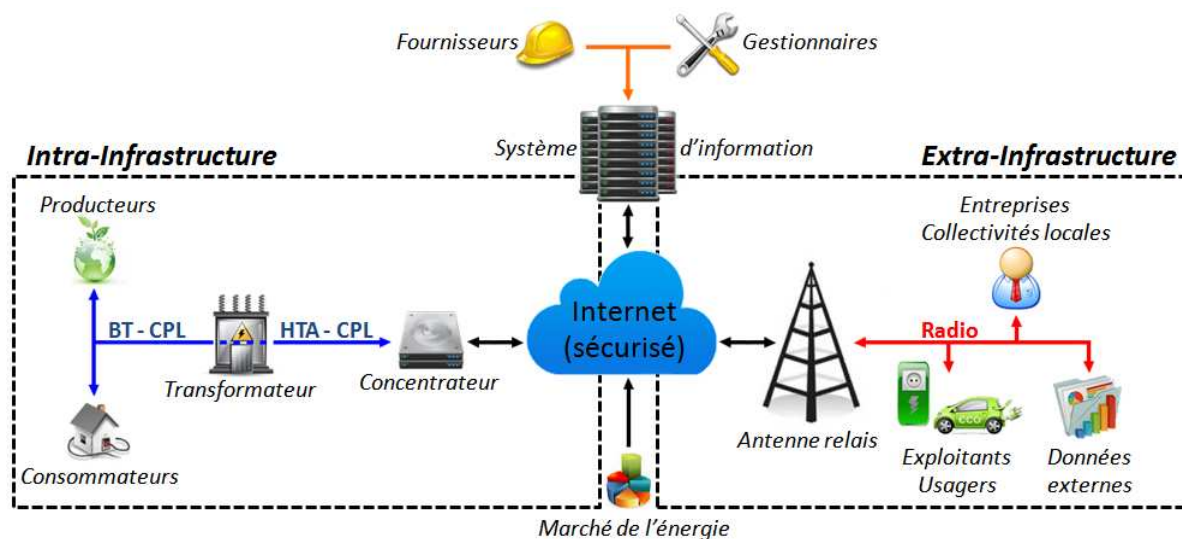 Fournisseurs
Gestionnaires
Système
d'information
Intra-Infrastructure
Extra-Infrastructure
Producteurs
BT - CPL
HTA - CPL
Transformateur
Concentrateur
Consommateurs
Internet
(sécurisé)
Marché de l'énergie
Antenne relais
Radio
Entreprises
Collectivités locales
eco
Exploitants
Usagers
Données
externes